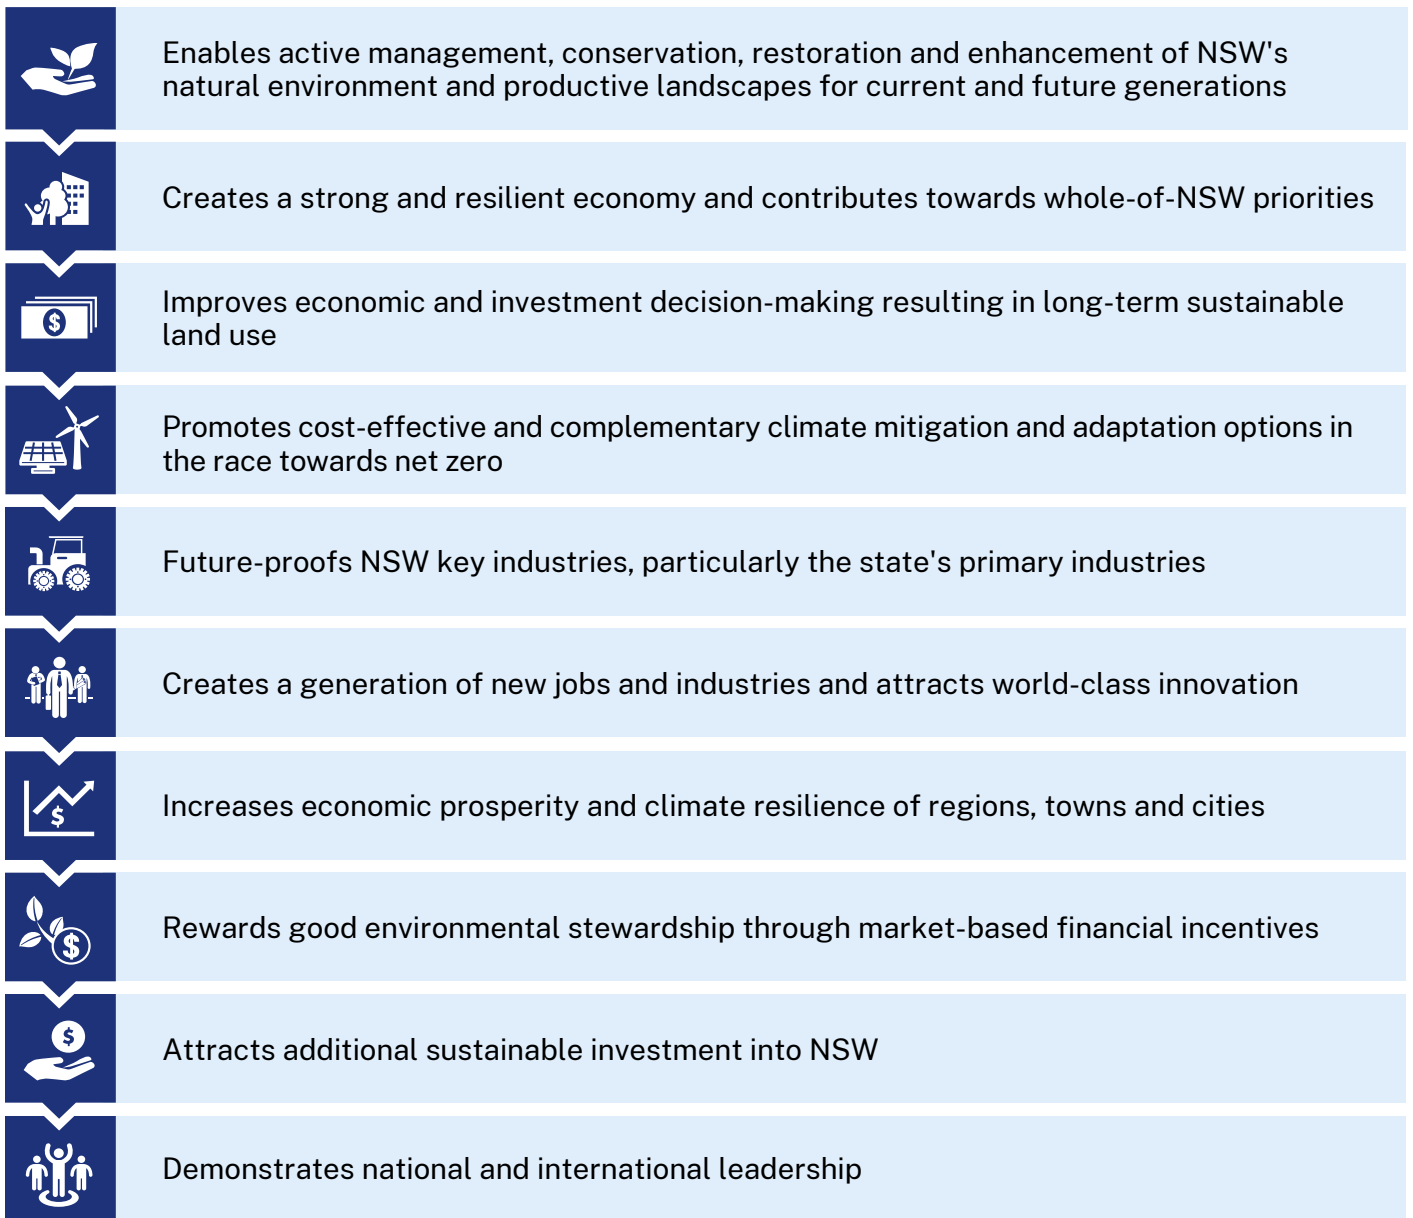 Enables active management, conservation, restoration and enhancement of NSW's
natural environment and productive landscapes for current and future generations
Creates a strong and resilient economy and contributes towards whole-of-NSW priorities
Improves economic and investment decision-making resulting in long-term sustainable
land use
$
Promotes cost-effective and complementary climate mitigation and adaptation options in
the race towards net zero
Future-proofs NSW key industries, particularly the state's primary industries
Creates a generation of new jobs and industries and attracts world-class innovation
Increases economic prosperity and climate resilience of regions, towns and cities
$
Rewards good environmental stewardship through market-based financial incentives
$
Attracts additional sustainable investment into NSW
$
Demonstrates national and international leadership